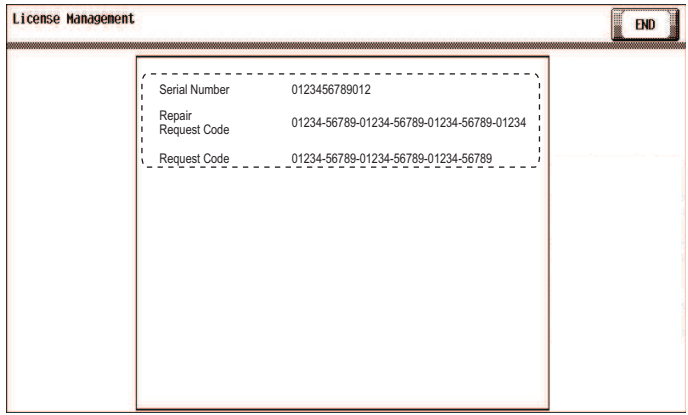 License Management
END
Serial Number 0123456789012
Repair
Request Code 01234-56789-01234-56789-01234-56789-01234
Request Code 01234-56789-01234-56789-01234-56789